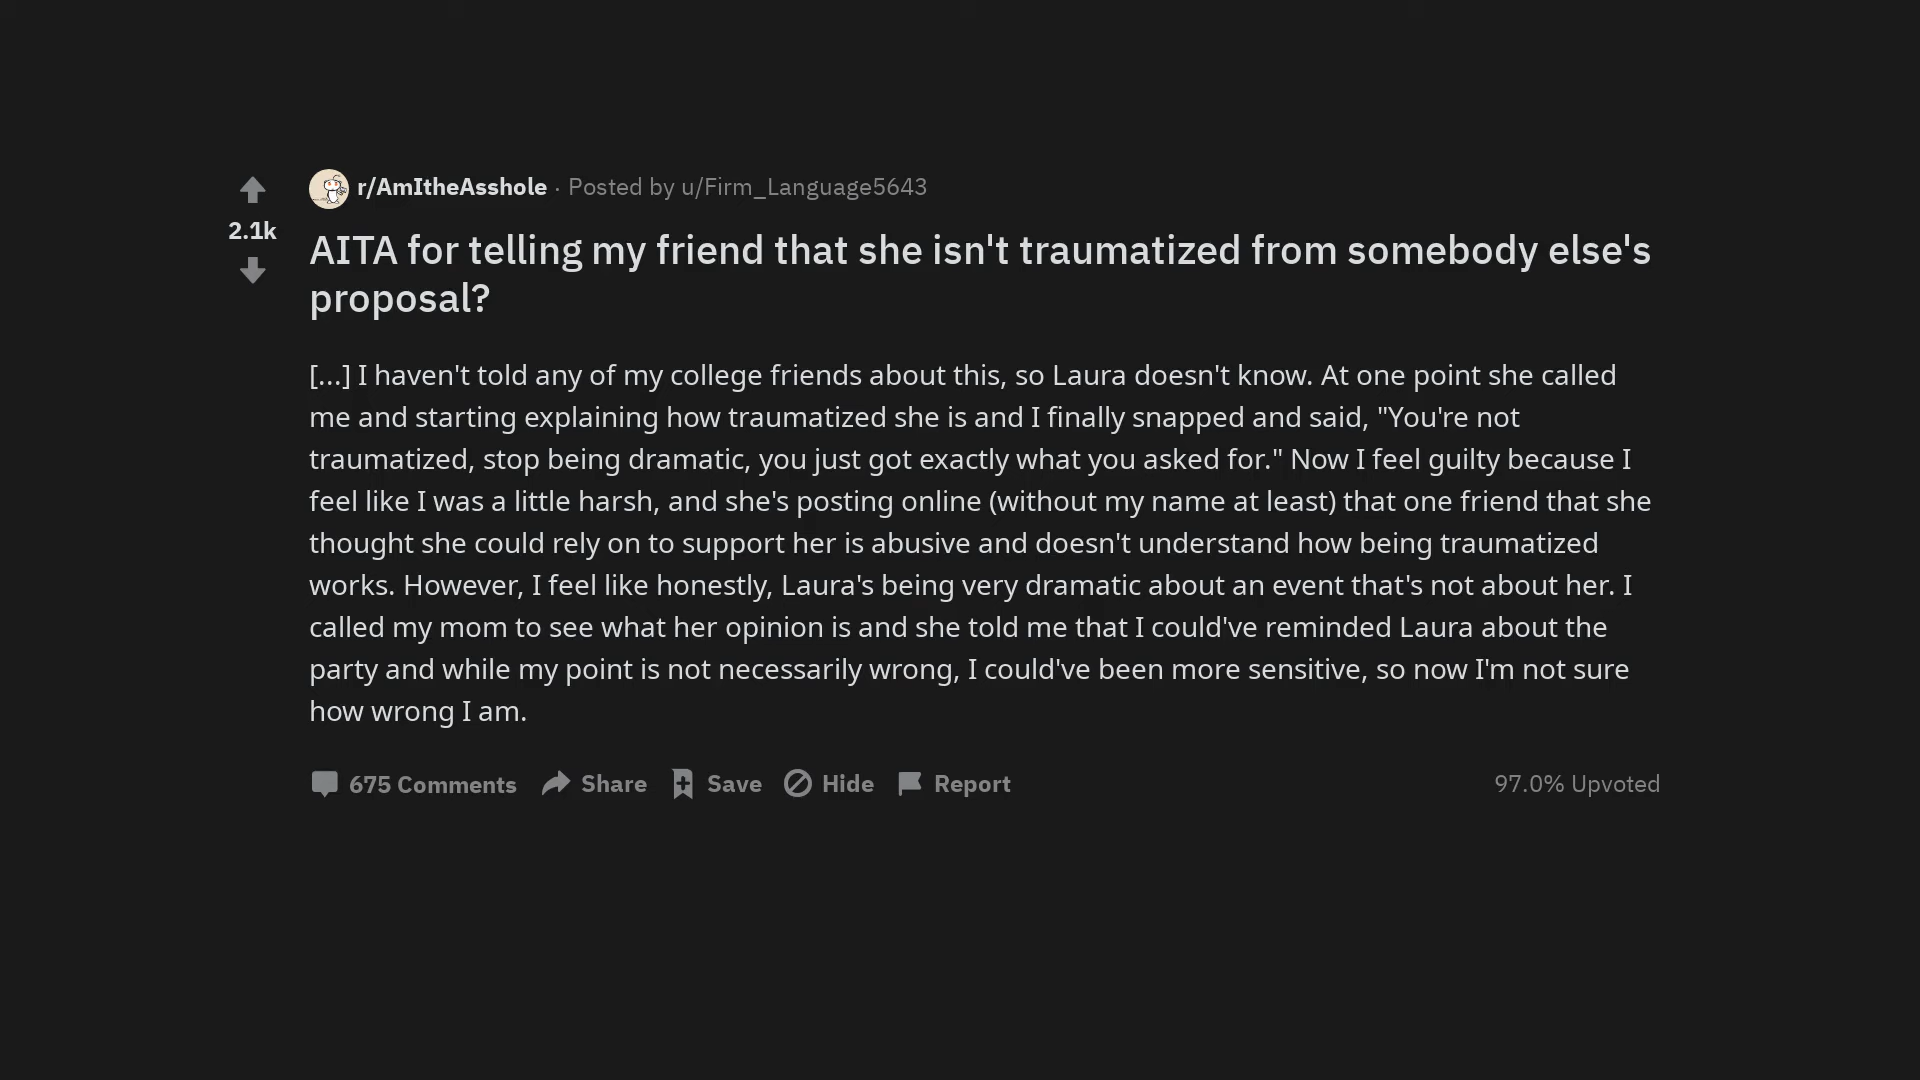 r/AmItheAsshole · Posted by u/Firm_Language5643
2.1k
AITA for telling my friend that she isn't traumatized from somebody else's
proposal?
[...] I haven't told any of my college friends about this, so Laura doesn't know. At one point she called
me and starting explaining how traumatized she is and I finally snapped and said, "You're not
traumatized, stop being dramatic, you just got exactly what you asked for." Now I feel guilty because I
feel like I was a little harsh, and she's posting online (without my name at least) that one friend that she
thought she could rely on to support her is abusive and doesn't understand how being traumatized
works. However, I feel like honestly, Laura's being very dramatic about an event that's not about her. I
called my mom to see what her opinion is and she told me that I could've reminded Laura about the
party and while my point is not necessarily wrong, I could've been more sensitive, so now I'm not sure
how wrong I am.
675 Comments Share Save Hide Report 97.0% Upvoted